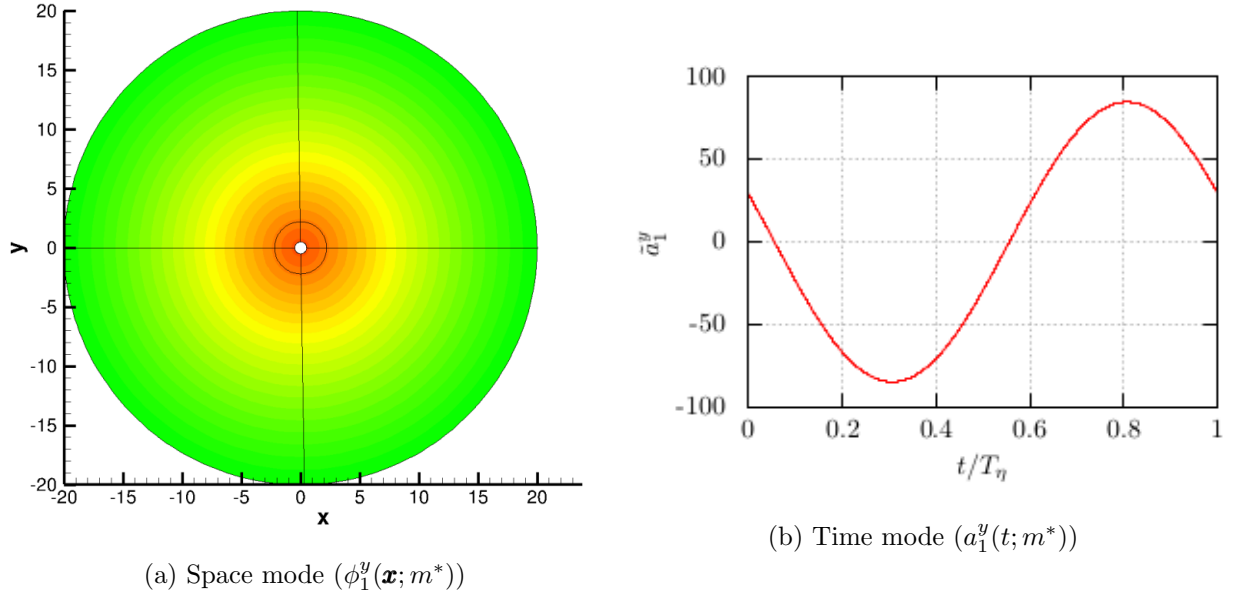 20
15
10
5
0
-5
-10
-15
-20
y
-20 -15 -10 -5 0 5 10 15 20
x
(a) Space mode (ϕ₁ʸ(𝒙; m*))
100
50
0
-50
-100
ã₁ʸ
0 0.2 0.4 0.6 0.8 1
t/Tη
(b) Time mode (a₁ʸ(t; m*))